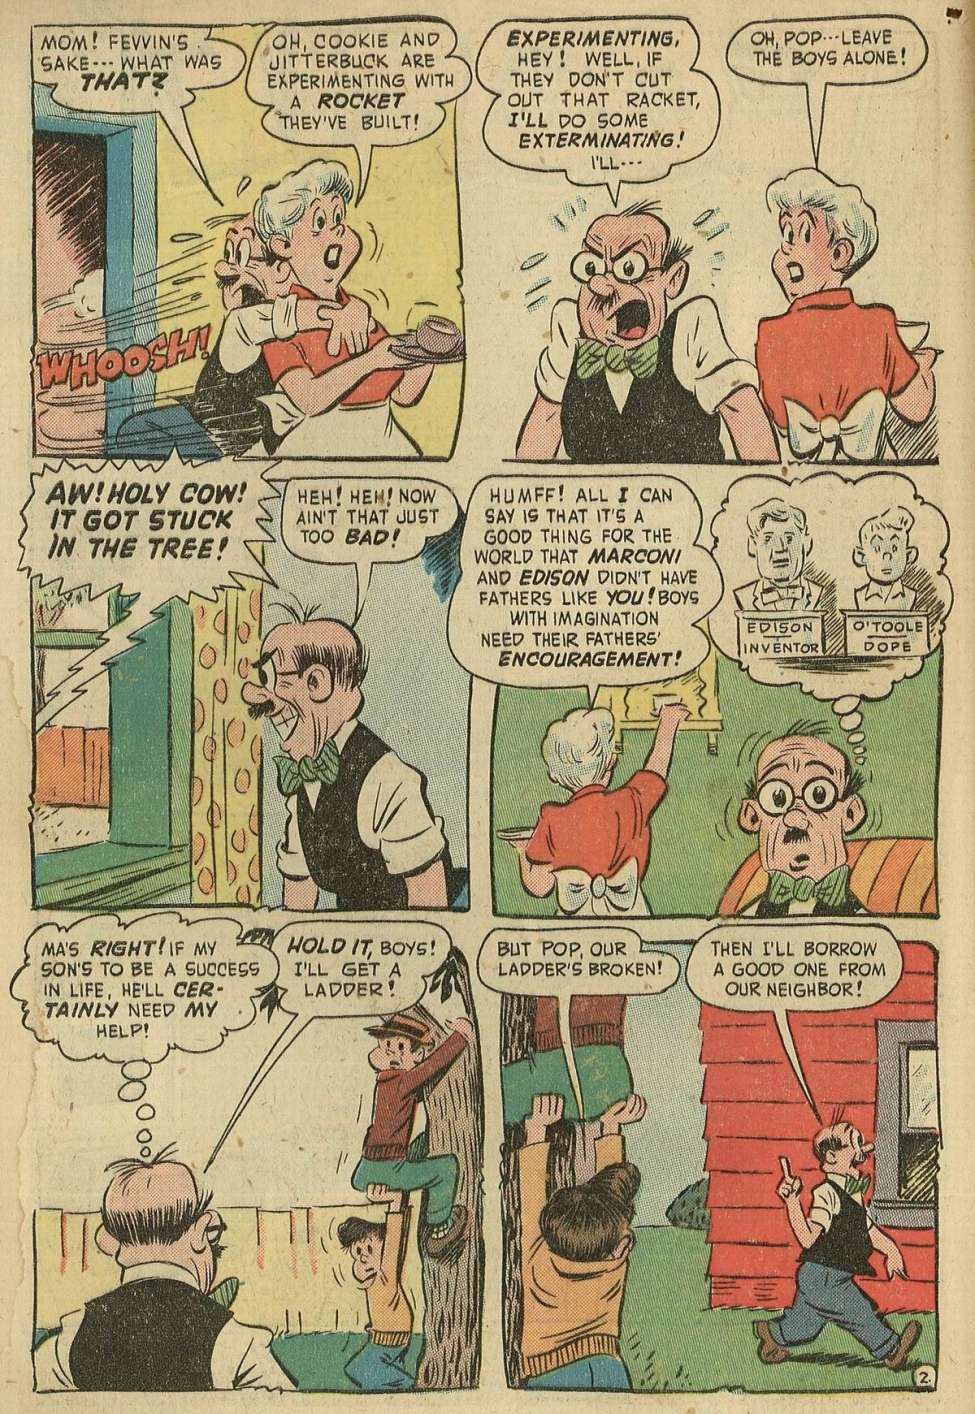 MOM! FEVVIN'S
SAKE--- WHAT WAS
THAT?
OH, COOKIE AND
JITTERBUCK ARE
EXPERIMENTING WITH
A ROCKET
THEY'VE BUILT!
WHOOSH!
EXPERIMENTING,
HEY! WELL, IF
THEY DON'T CUT
OUT THAT RACKET,
I'LL DO SOME
EXTERMINATING!
I'LL---
OH, POP---LEAVE
THE BOYS ALONE!
AW! HOLY COW!
IT GOT STUCK
IN THE TREE!
HEH! HEH! NOW
AIN'T THAT JUST
TOO BAD!
HUMFF! ALL I CAN
SAY IS THAT IT'S A
GOOD THING FOR THE
WORLD THAT MARCONI
AND EDISON DIDN'T HAVE
FATHERS LIKE YOU! BOYS
WITH IMAGINATION
NEED THEIR FATHERS'
ENCOURAGEMENT!
EDISON
INVENTOR
O'TOOLE
DOPE
MA'S RIGHT! IF MY
SON'S TO BE A SUCCESS
IN LIFE, HE'LL CER-
TAINLY NEED MY
HELP!
HOLD IT, BOYS!
I'LL GET A
LADDER!
BUT POP, OUR
LADDER'S BROKEN!
THEN I'LL BORROW
A GOOD ONE FROM
OUR NEIGHBOR!
2